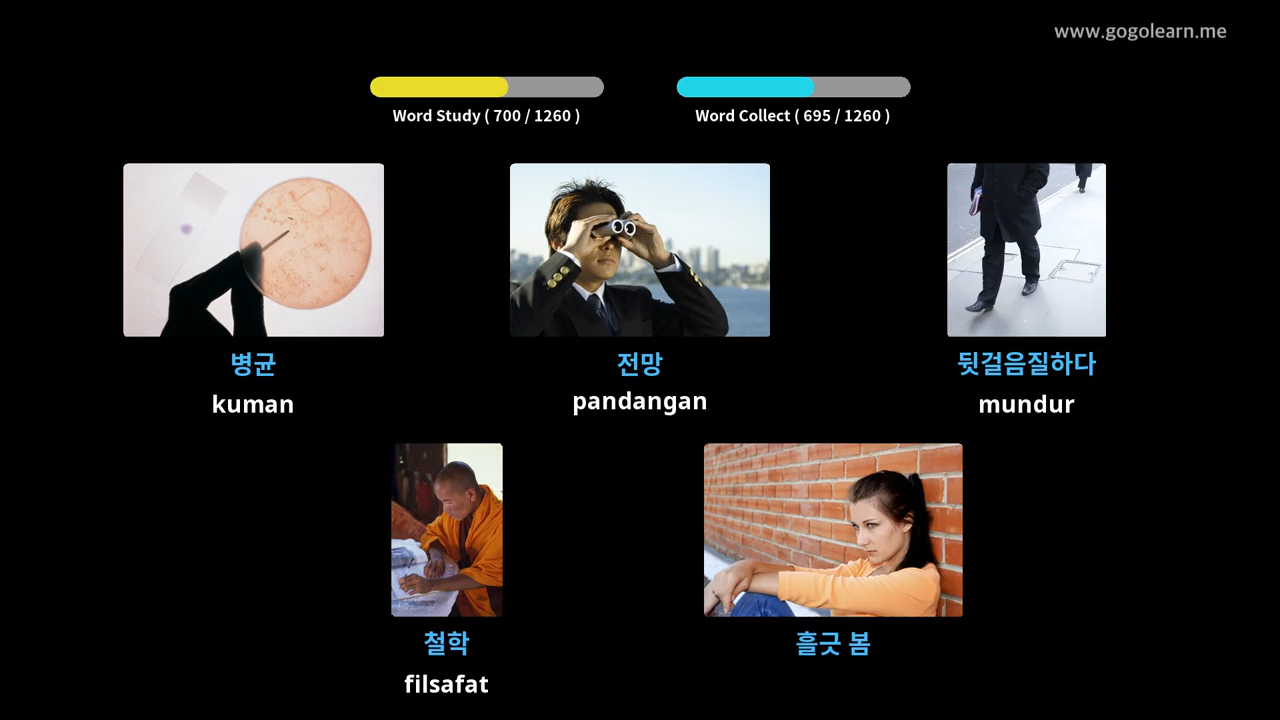 www.gogolearn.me
Word Study ( 700 / 1260 )
Word Collect ( 695 / 1260 )
병균
kuman
전망
pandangan
뒷걸음질하다
mundur
철학
filsafat
흘긋 봄